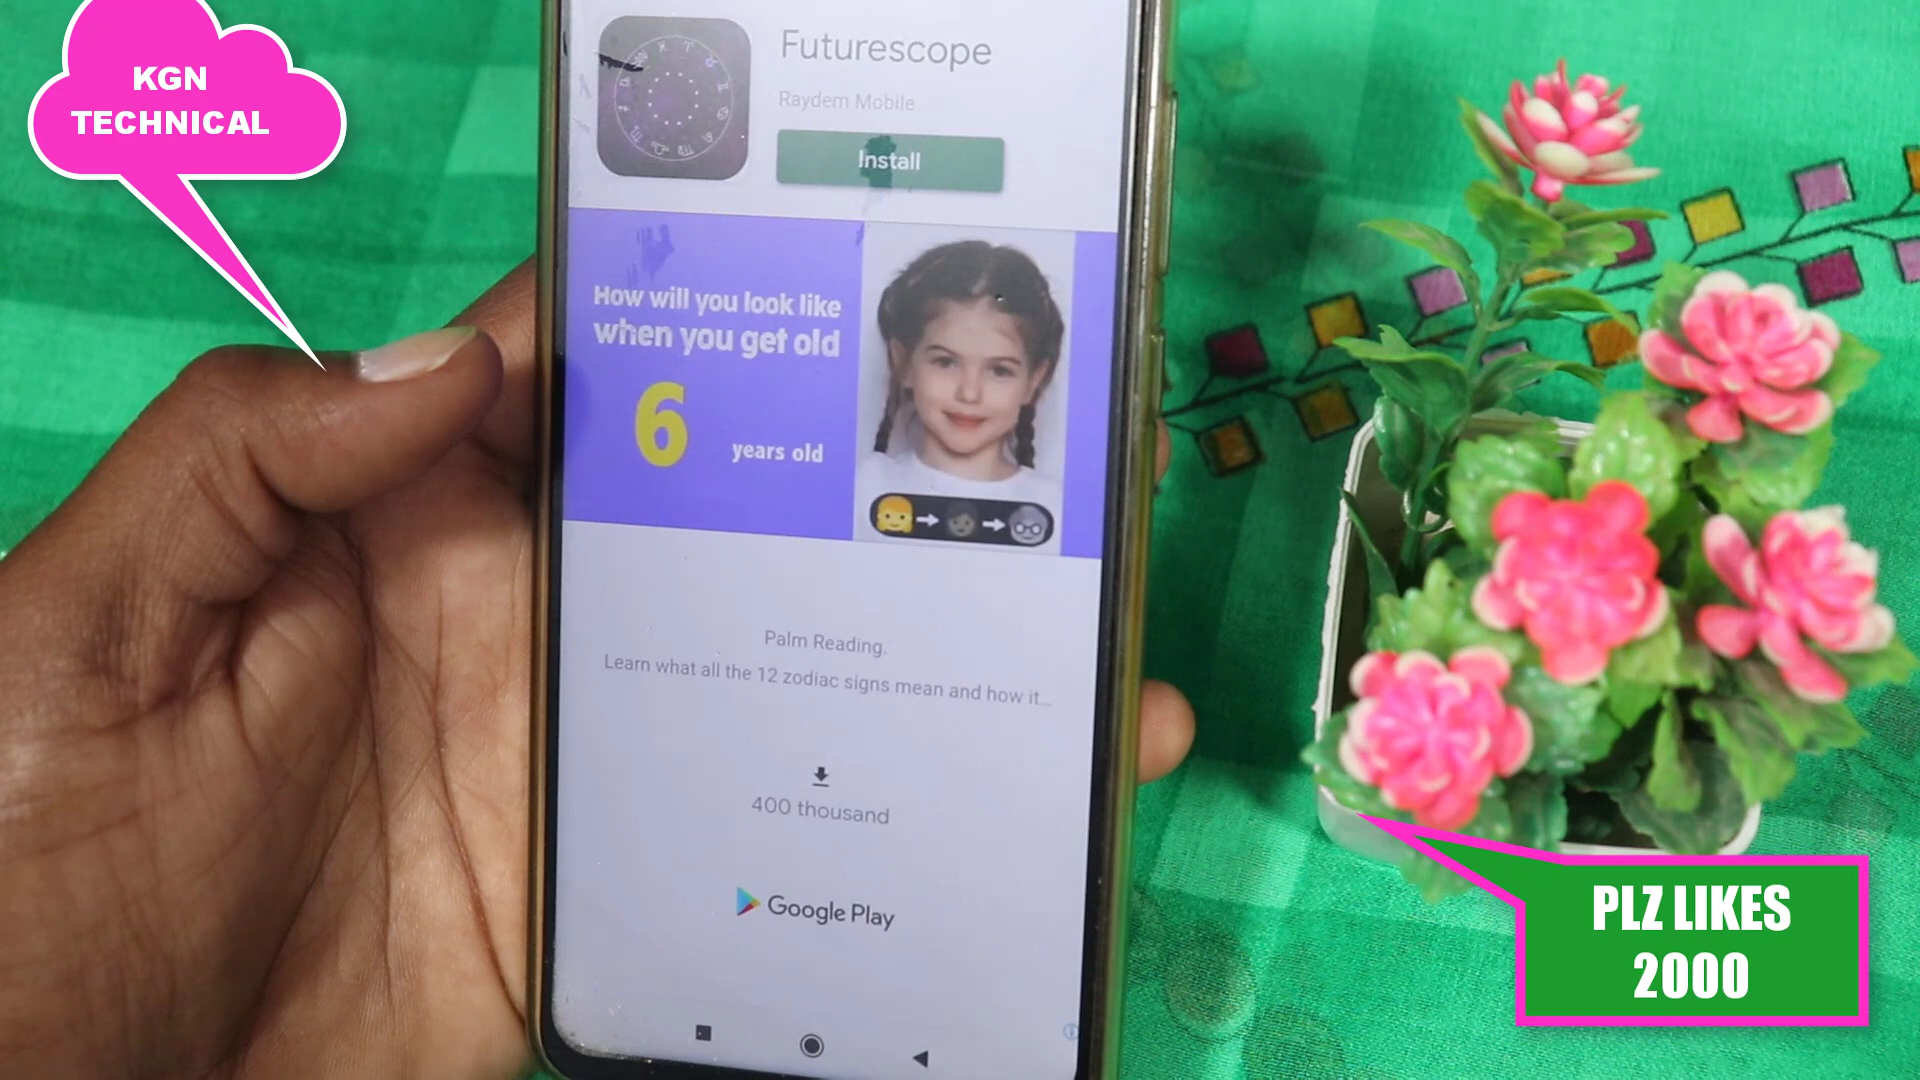 KGN
TECHNICAL
Futurescope
Raydem Mobile
Install
How will you look like
when you get old
6
years old
Palm Reading.
Learn what all the 12 zodiac signs mean and how it...
400 thousand
Google Play
PLZ LIKES
2000